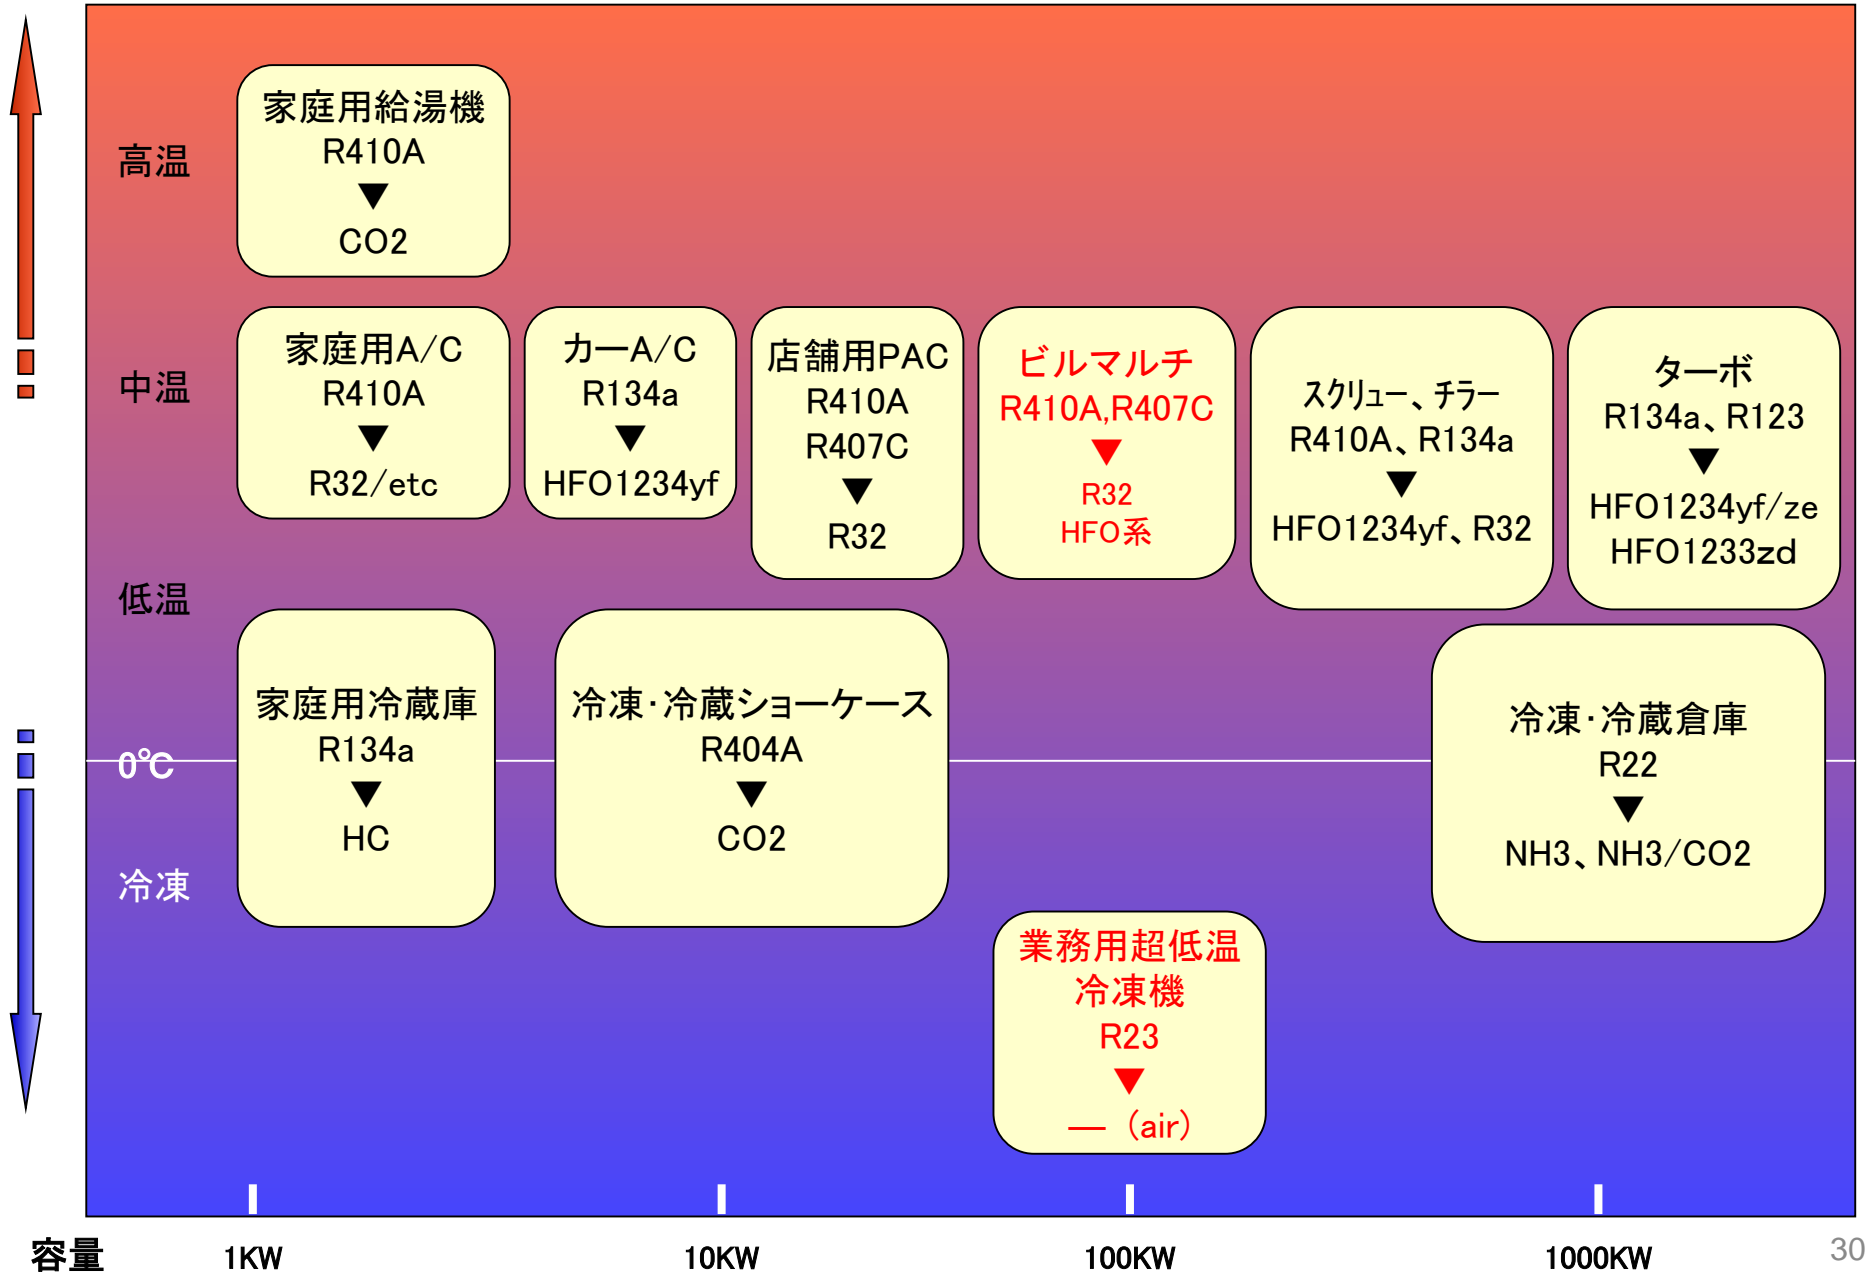 高温
家庭用給湯機
R410A
▼
CO2
中温
家庭用A/C
R410A
▼
R32/etc
カーA/C
R134a
▼
HFO1234yf
店舗用PAC
R410A
R407C
▼
R32
ビルマルチ
R410A,R407C
▼
R32
HFO系
スクリュー、チラー
R410A、R134a
▼
HFO1234yf、R32
ターボ
R134a、R123
▼
HFO1234yf/ze
HFO1233zd
低温
家庭用冷蔵庫
R134a
▼
HC
冷凍・冷蔵ショーケース
R404A
▼
CO2
冷凍・冷蔵倉庫
R22
▼
NH3、NH3/CO2
0℃
冷凍
業務用超低温
冷凍機
R23
▼
― (air)
容量
1KW
10KW
100KW
1000KW
30